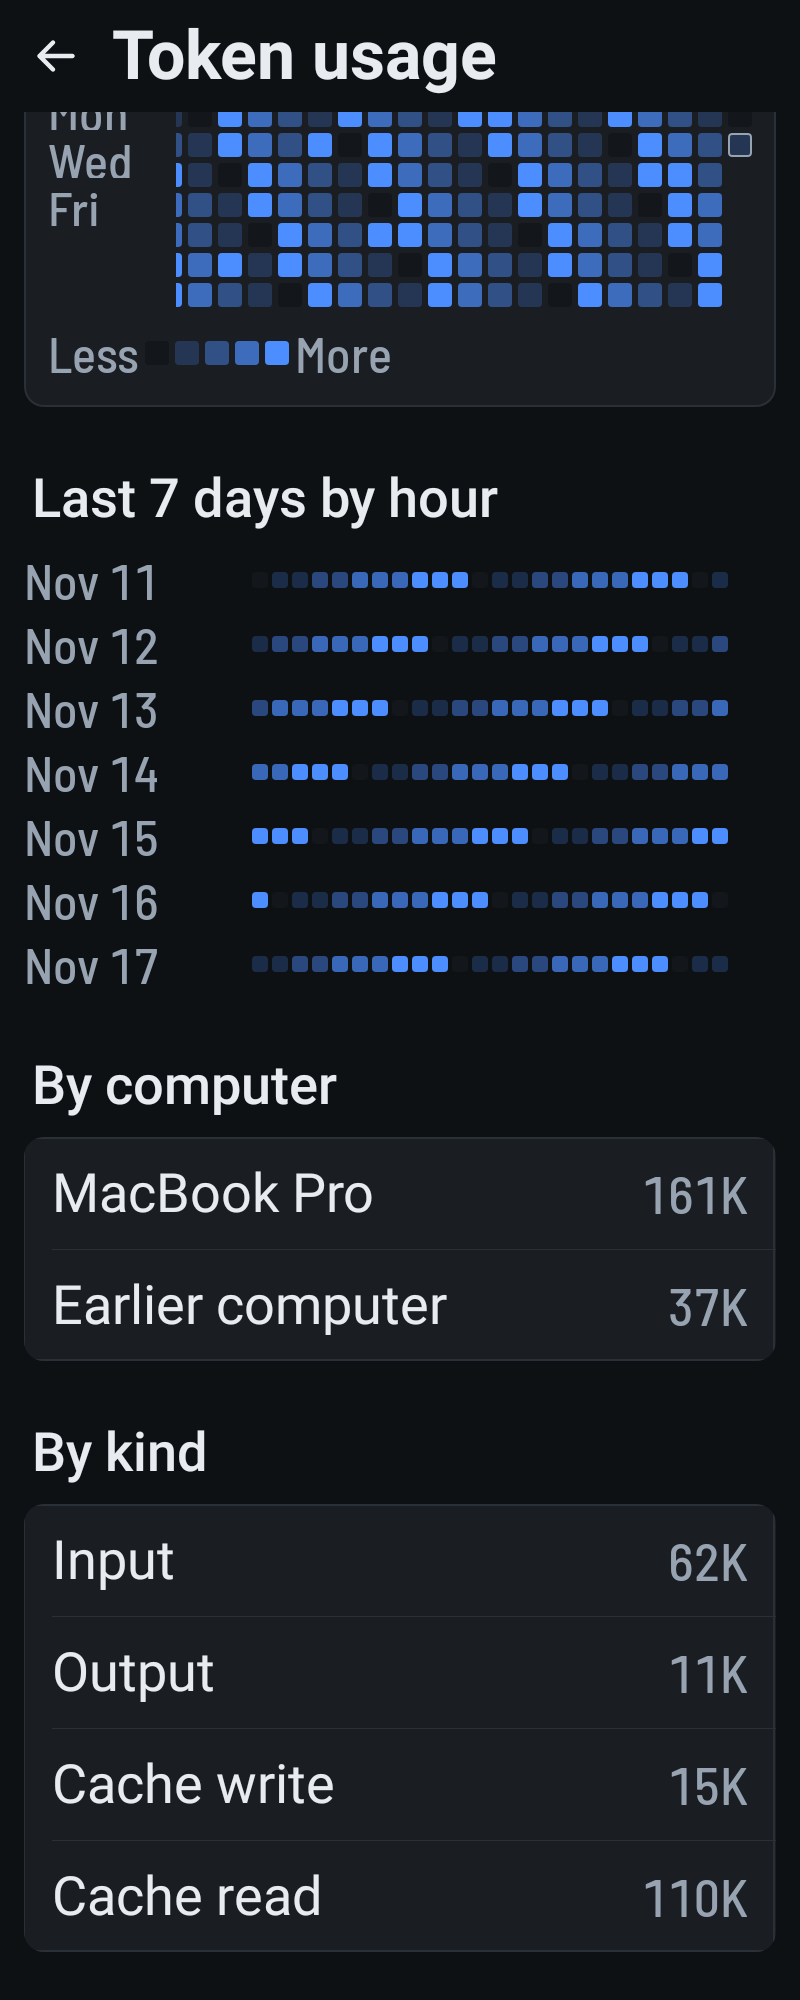 Token usage
Mon
Wed
Fri
Less More
Last 7 days by hour
Nov 11
Nov 12
Nov 13
Nov 14
Nov 15
Nov 16
Nov 17
By computer
MacBook Pro 161K
Earlier computer 37K
By kind
Input 62K
Output 11K
Cache write 15K
Cache read 110K